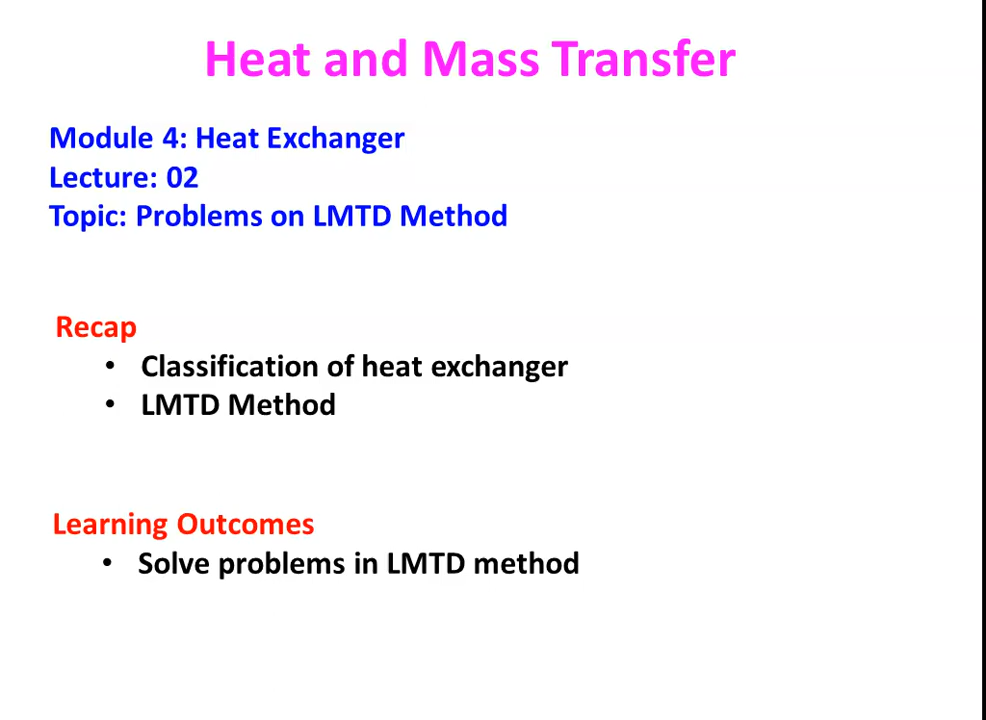 Heat and Mass Transfer
Module 4: Heat Exchanger
Lecture: 02
Topic: Problems on LMTD Method
Recap
• Classification of heat exchanger
• LMTD Method
Learning Outcomes
• Solve problems in LMTD method